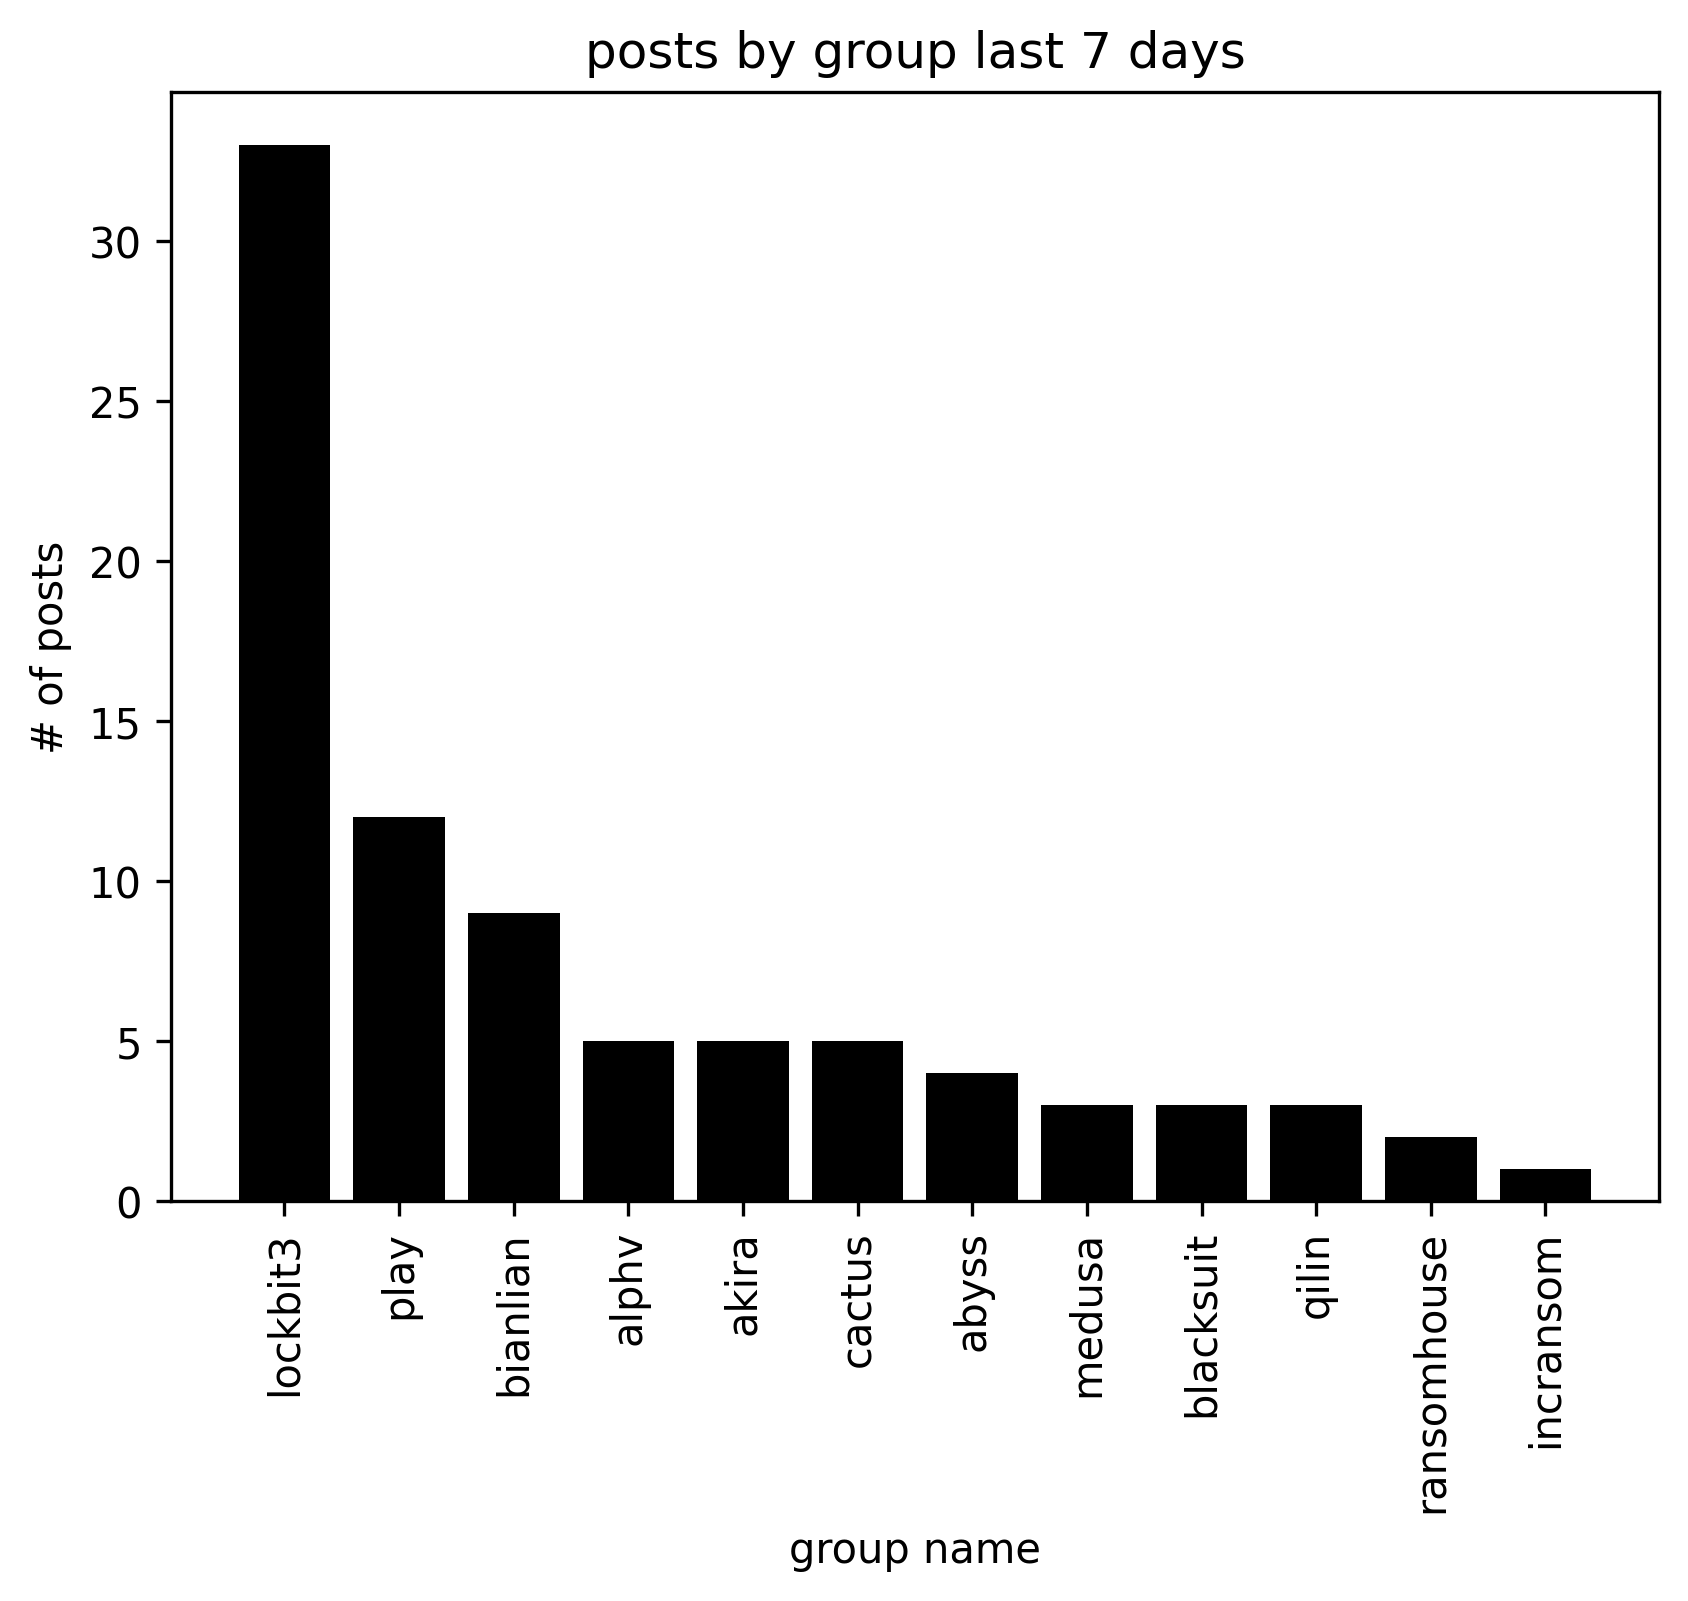 posts by group last 7 days
# of posts
30
25
20
15
10
5
0
lockbit3
play
bianlian
alphv
akira
cactus
abyss
medusa
blacksuit
qilin
ransomhouse
incransom
group name